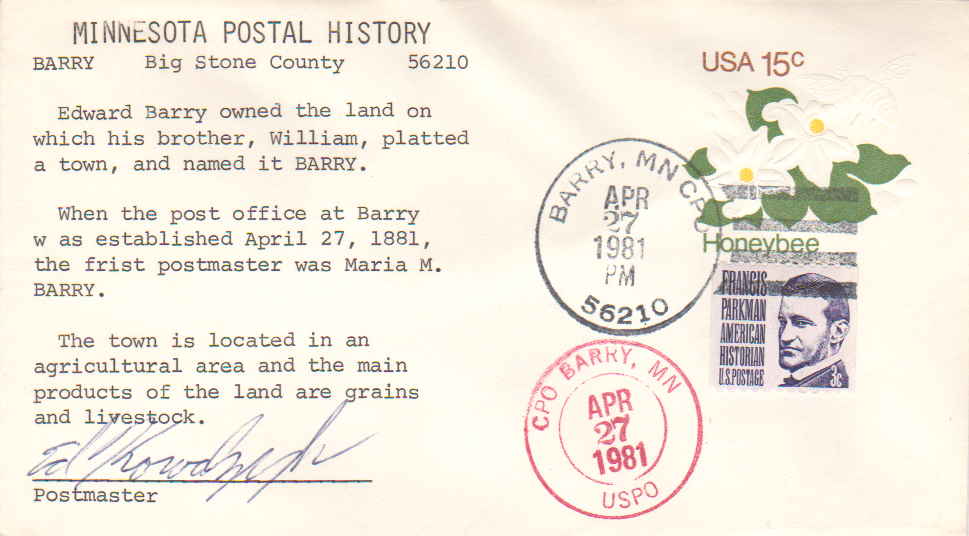 MINNESOTA POSTAL HISTORY
BARRY Big Stone County 56210
Edward Barry owned the land on
which his brother, William, platted
a town, and named it BARRY.
When the post office at Barry
w as established April 27, 1881,
the frist postmaster was Maria M.
BARRY.
The town is located in an
agricultural area and the main
products of the land are grains
and livestock.
Ed
Postmaster
BARRY, MN CPO
APR
27
1981
PM
56210
CPO BARRY, MN
APR
27
1981
USPO
USA 15c
Honeybee
FRANCIS
PARKMAN
AMERICAN
HISTORIAN
U.S. POSTAGE 3c